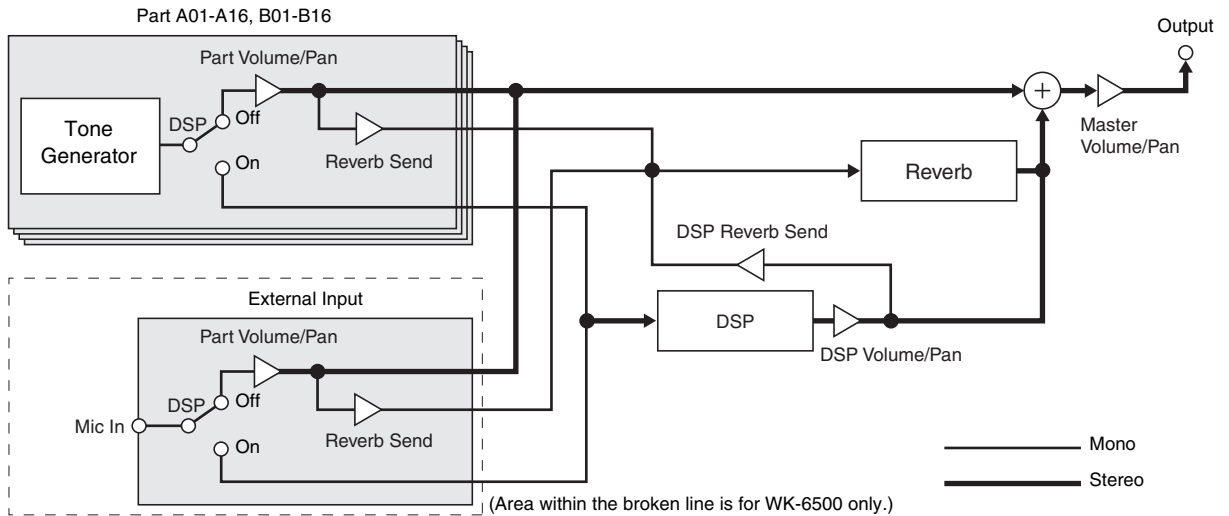 Part A01-A16, B01-B16
Output
Part Volume/Pan
Tone
Generator
DSP
Off
On
Reverb Send
Master
Volume/Pan
Reverb
DSP Reverb Send
External Input
Part Volume/Pan
DSP
DSP Volume/Pan
Mic In
DSP
Off
On
Reverb Send
Mono
Stereo
(Area within the broken line is for WK-6500 only.)